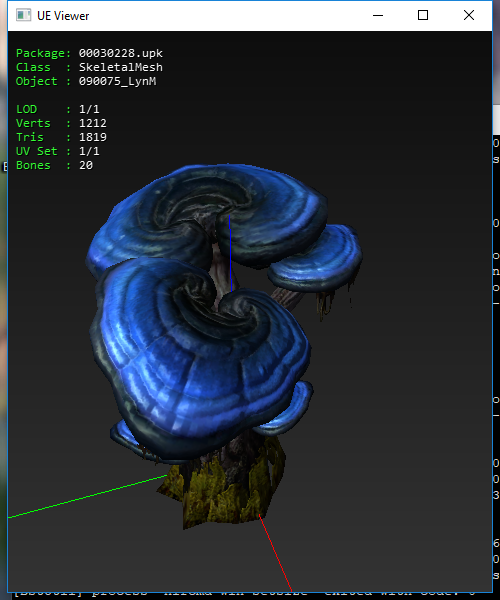 UE Viewer
Package: 00030228.upk
Class : SkeletalMesh
Object : 090075_LynM
LOD : 1/1
Verts : 1212
Tris : 1819
UV Set : 1/1
Bones : 20